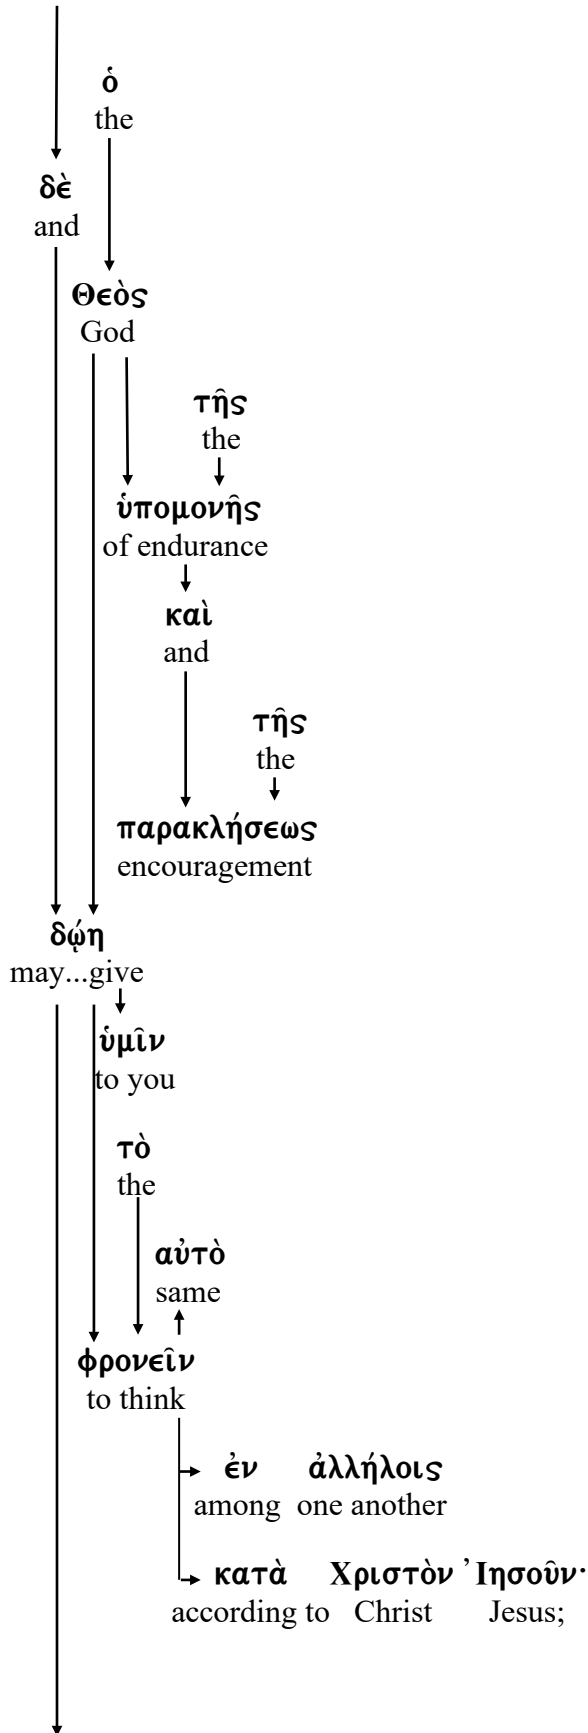 ὁ
the
δὲ
and
Θεὸς
God
τῆς
the
ὑπομονῆς
of endurance
καὶ
and
τῆς
the
παρακλήσεως
encouragement
δῴη
may...give
ὑμῖν
to you
τὸ
the
αὐτὸ
same
φρονεῖν
to think
ἐν ἀλλήλοις
among one another
κατὰ Χριστὸν ᾿Ιησοῦν·
according to Christ Jesus;